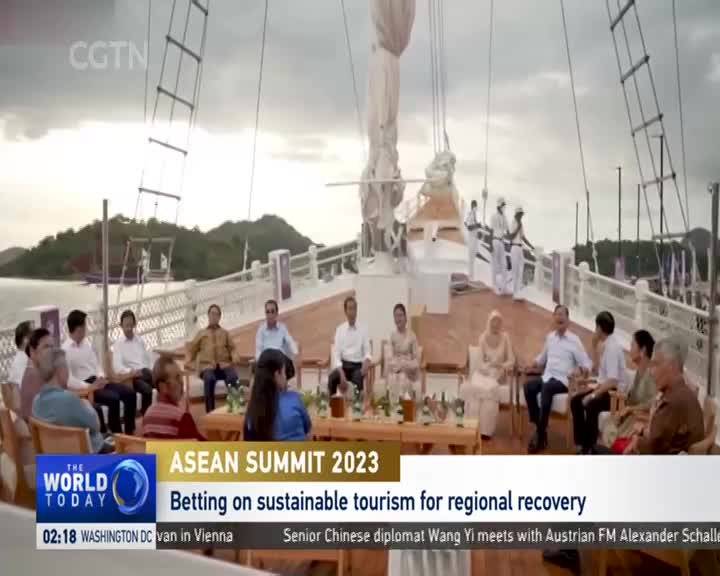 CGTN
ASEAN SUMMIT 2023
THE WORLD TODAY
Betting on sustainable tourism for regional recovery
02:18 WASHINGTON DC
van in Vienna Senior Chinese diplomat Wang Yi meets with Austrian FM Alexander Schalle